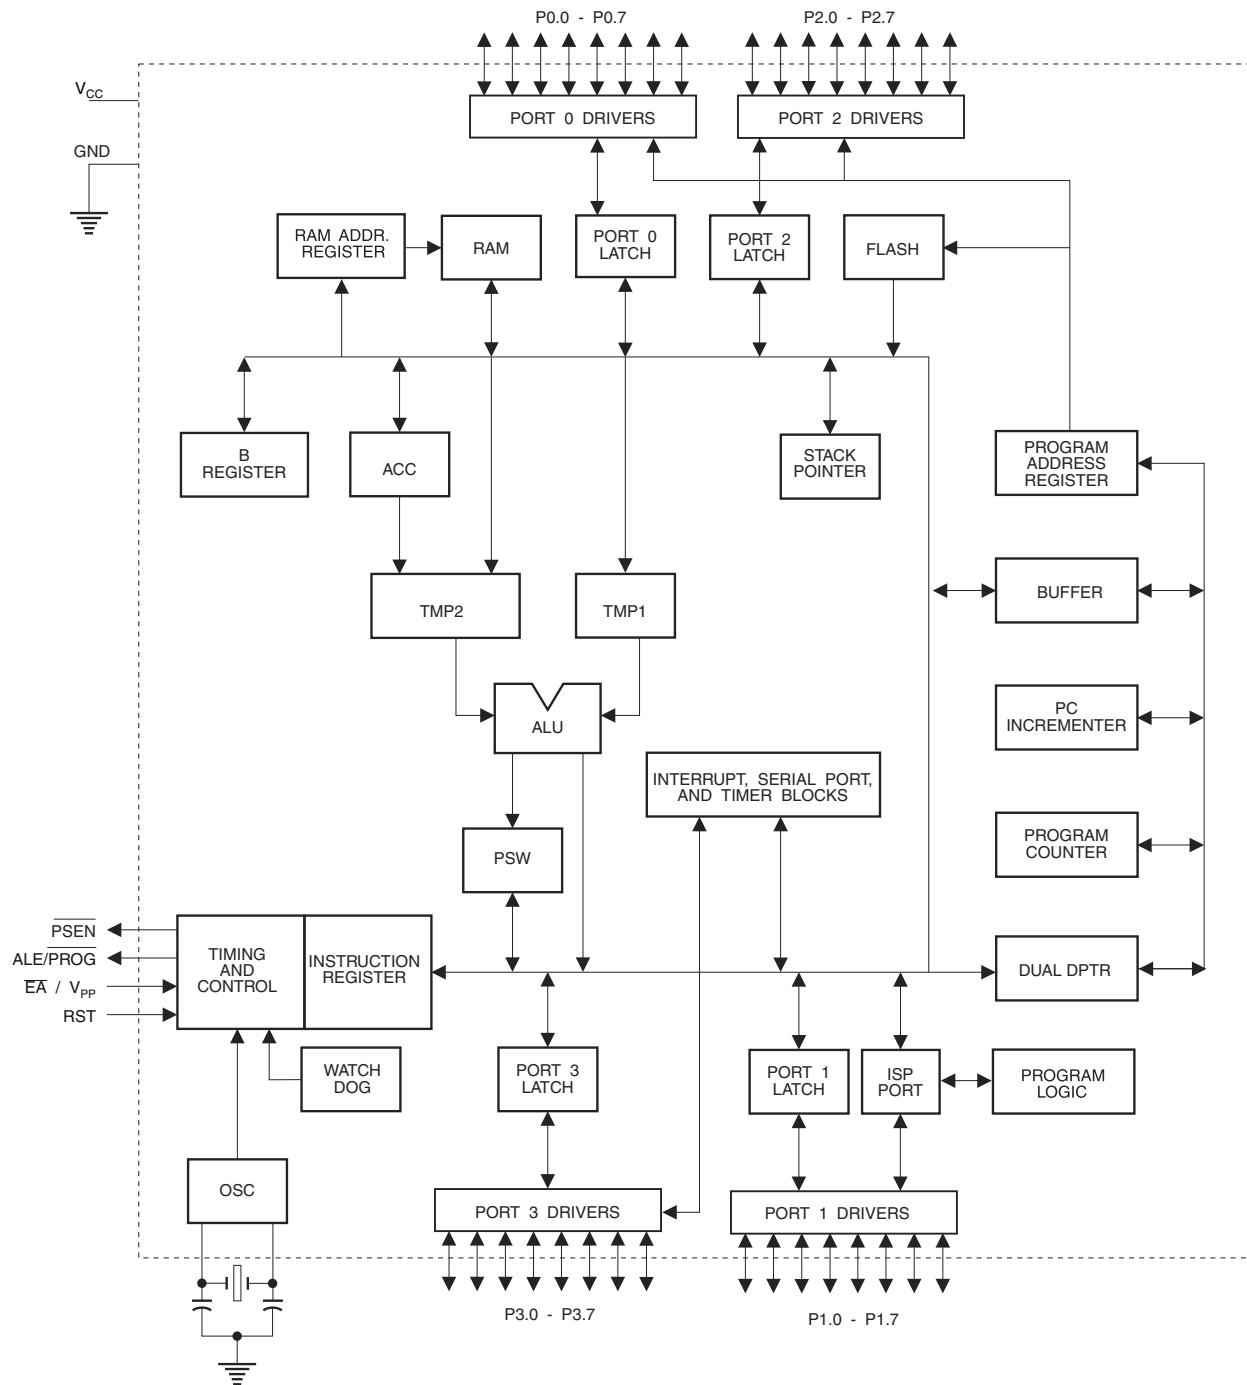 P0.0 - P0.7
P2.0 - P2.7
VCC
PORT 0 DRIVERS
PORT 2 DRIVERS
GND
RAM ADDR.
REGISTER
RAM
PORT 0
LATCH
PORT 2
LATCH
FLASH
B
REGISTER
ACC
STACK
POINTER
PROGRAM
ADDRESS
REGISTER
BUFFER
TMP2
TMP1
PC
INCREMENTER
ALU
INTERRUPT, SERIAL PORT,
AND TIMER BLOCKS
PROGRAM
COUNTER
PSW
PSEN
ALE/PROG
EA / VPP
RST
TIMING
AND
CONTROL
INSTRUCTION
REGISTER
DUAL DPTR
WATCH
DOG
PORT 3
LATCH
PORT 1
LATCH
ISP
PORT
PROGRAM
LOGIC
OSC
PORT 3 DRIVERS
PORT 1 DRIVERS
P3.0 - P3.7
P1.0 - P1.7